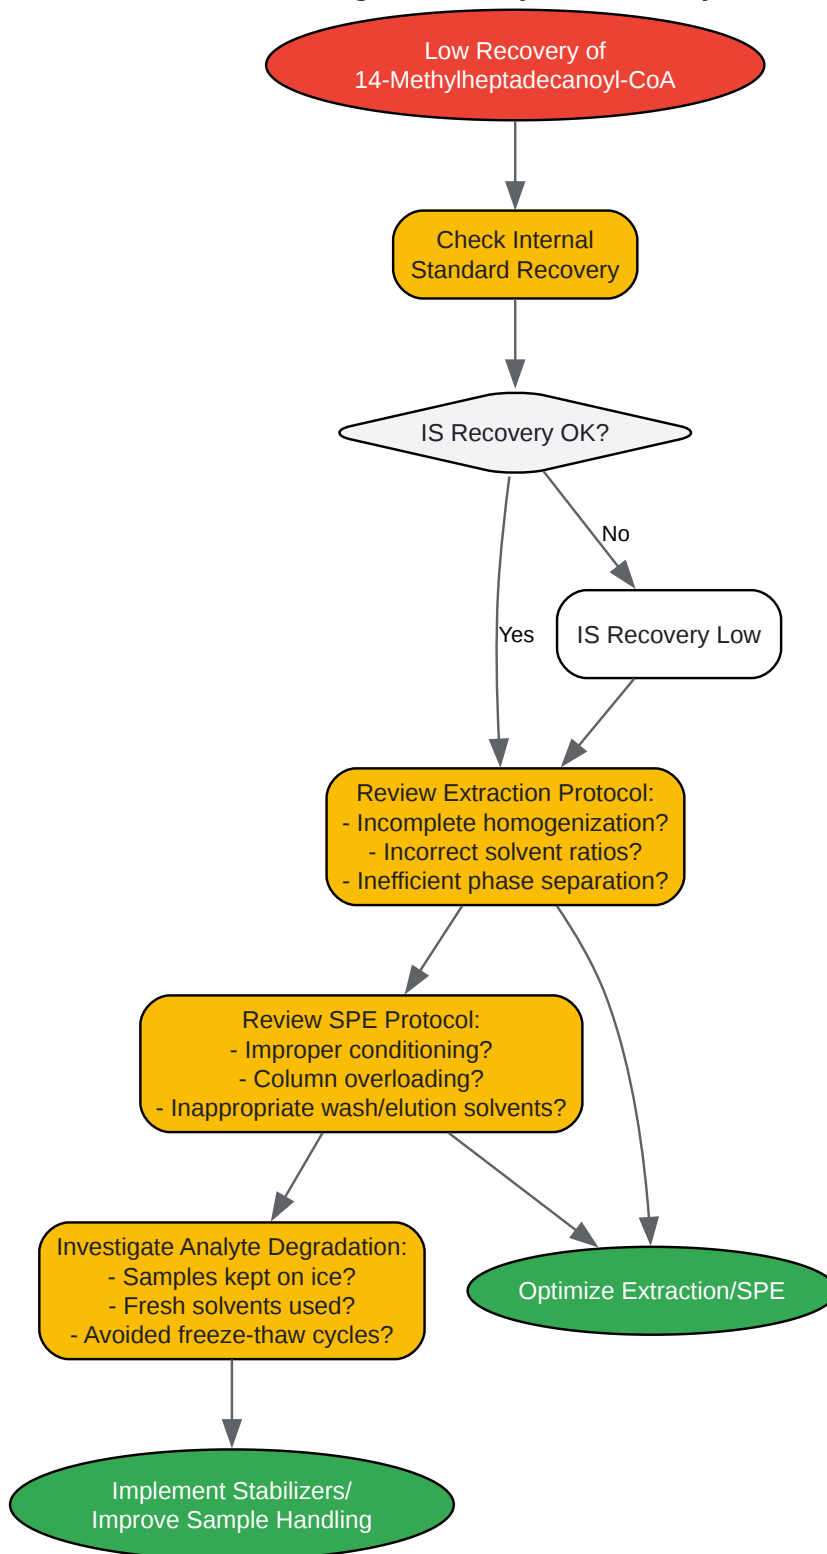 Low Recovery of
14-Methylheptadecanoyl-CoA
Check Internal
Standard Recovery
IS Recovery OK?
No
Yes
IS Recovery Low
Review Extraction Protocol:
- Incomplete homogenization?
- Incorrect solvent ratios?
- Inefficient phase separation?
Review SPE Protocol:
- Improper conditioning?
- Column overloading?
- Inappropriate wash/elution solvents?
Investigate Analyte Degradation:
- Samples kept on ice?
- Fresh solvents used?
- Avoided freeze-thaw cycles?
Optimize Extraction/SPE
Implement Stabilizers/
Improve Sample Handling